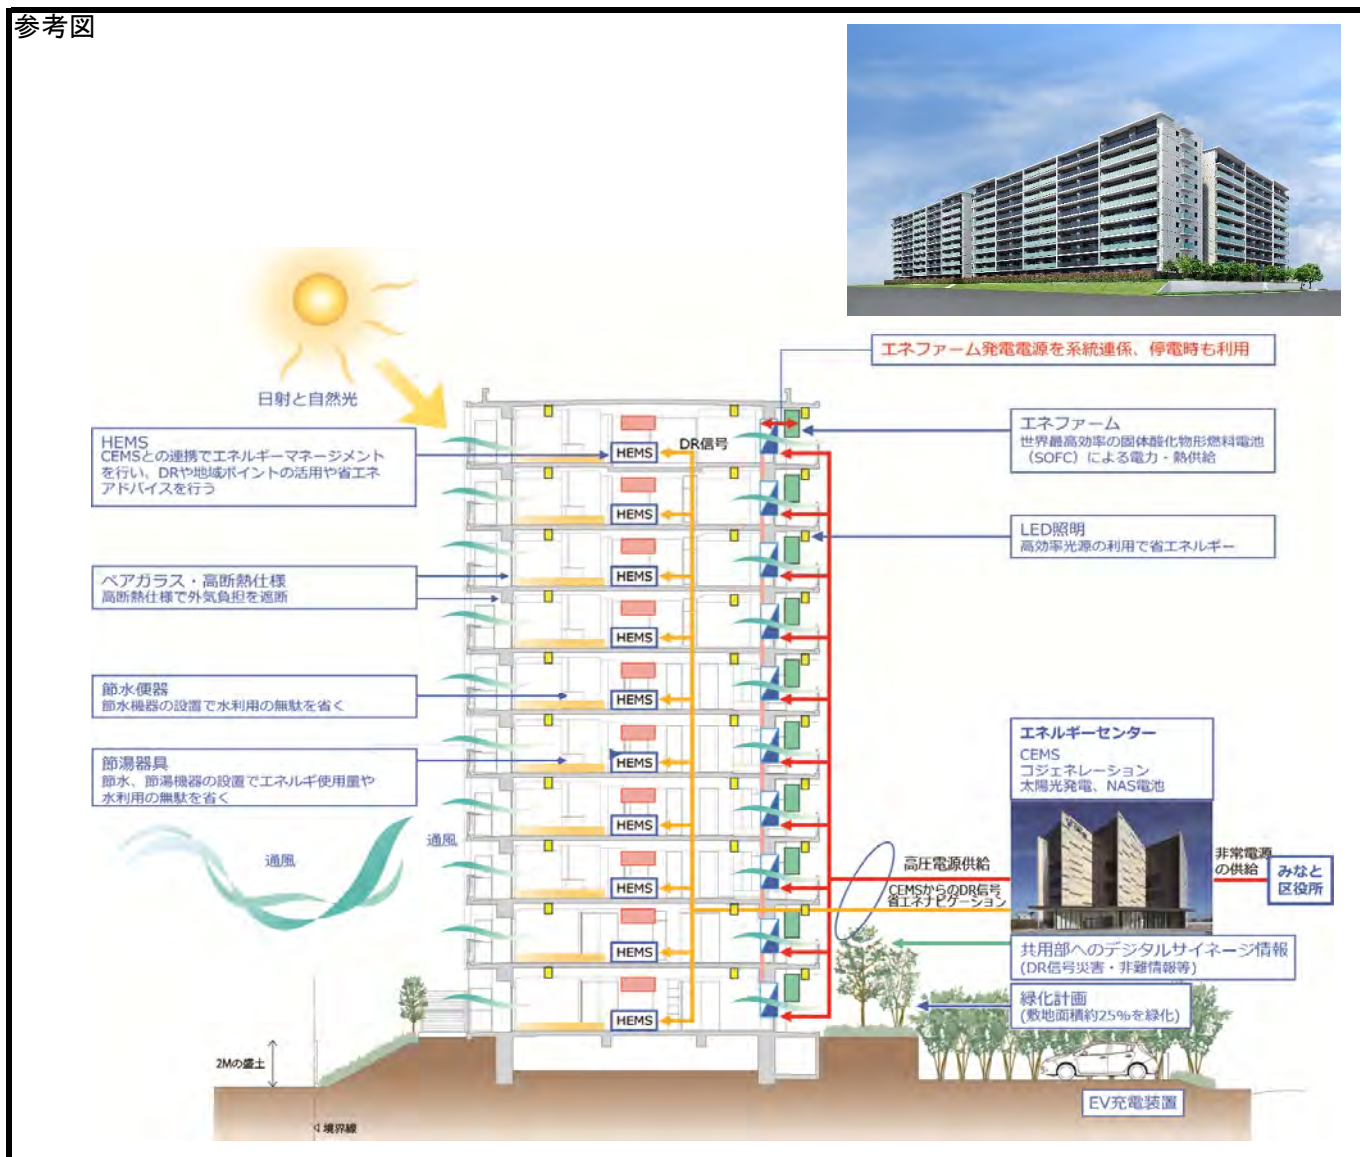 参考図
エネファーム発電電源を系統連係、停電時も利用
日射と自然光
HEMS
CEMSとの連携でエネルギーマネージメント
を行い、DRや地域ポイントの活用や省エネ
アドバイスを行う
DR信号
エネファーム
世界最高効率の固体酸化物形燃料電池
(SOFC)による電力・熱供給
HEMS
HEMS
LED照明
高効率光源の利用で省エネルギー
HEMS
ペアガラス・高断熱仕様
高断熱仕様で外気負担を遮断
HEMS
節水便器
節水機器の設置で水利用の無駄を省く
HEMS
節湯器具
節水、節湯機器の設置でエネルギ使用量や
水利用の無駄を省く
HEMS
エネルギーセンター
CEMS
コジェネレーション
太陽光発電、NAS電池
HEMS
通風
通風
HEMS
高圧電源供給
CEMSからのDR信号
省エネナビゲーション
非常電源
の供給
みなと
区役所
HEMS
共用部へのデジタルサイネージ情報
(DR信号災害・非難情報等)
緑化計画
(敷地面積約25%を緑化)
HEMS
2Mの盛土
EV充電装置
境界線